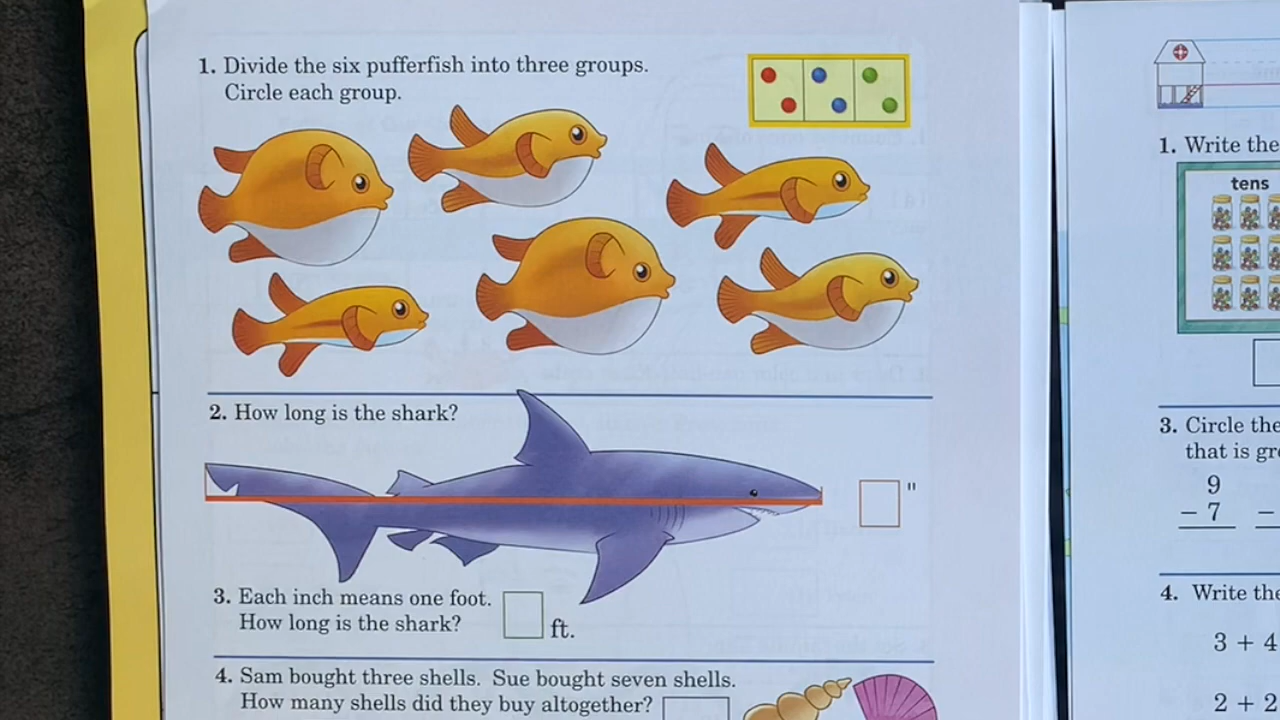 1. Divide the six pufferfish into three groups.
Circle each group.
2. How long is the shark?
"
3. Each inch means one foot.
How long is the shark?
ft.
4. Sam bought three shells. Sue bought seven shells.
How many shells did they buy altogether?
1. Write the
tens
3. Circle the
that is
9
- 7 -
4. Write the
3 + 4
2 + 2